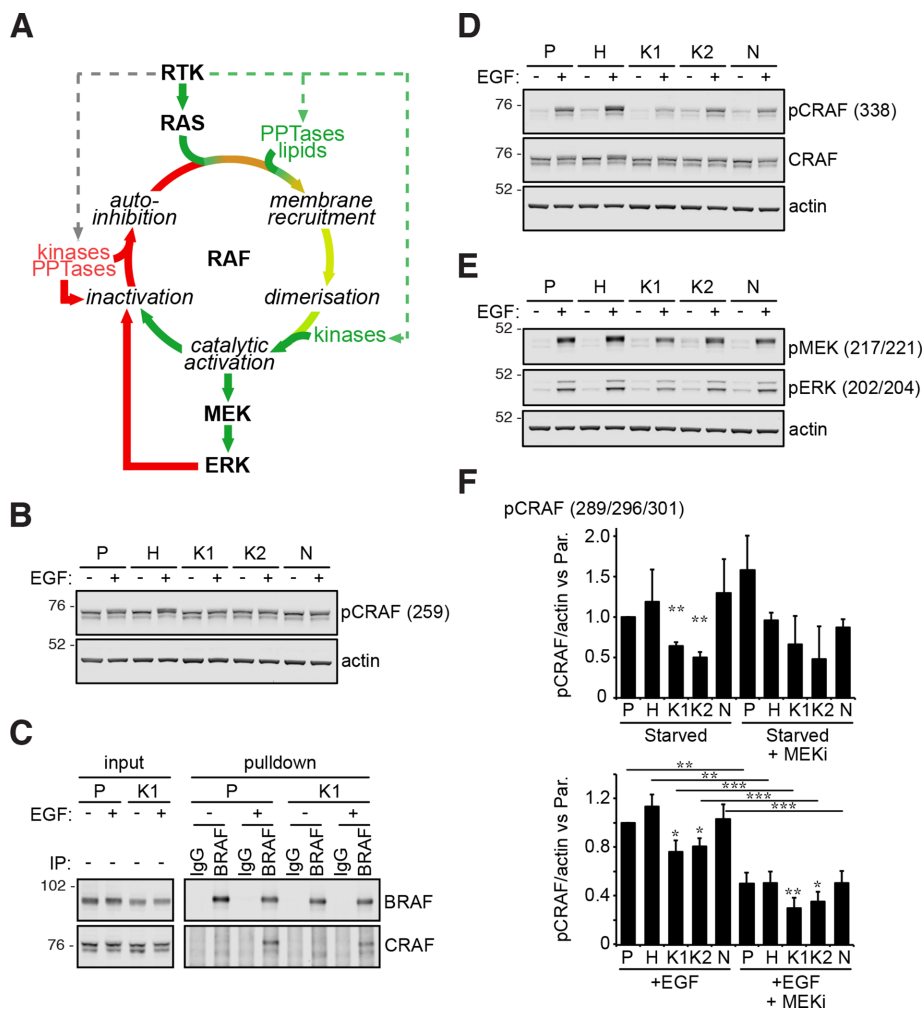 A
RTK
RAS
PPTases
lipids
auto-
inhibition
membrane
recruitment
kinases
PPTases
RAF
inactivation
dimerisation
kinases
catalytic
activation
MEK
ERK
B
P H K1 K2 N
EGF: - + - + - + - + - +
76 -
pCRAF (259)
52 -
actin
C
input pulldown
P K1 P K1
EGF: - + - + - + - +
IP: - - - - IgG BRAF IgG BRAF IgG BRAF IgG BRAF
102 -
BRAF
76 -
CRAF
D
P H K1 K2 N
EGF: - + - + - + - + - +
76 -
pCRAF (338)
76 -
CRAF
52 -
actin
E
P H K1 K2 N
EGF: - + - + - + - + - +
52 -
pMEK (217/221)
52 -
pERK (202/204)
52 -
actin
F
pCRAF (289/296/301)
pCRAF/actin vs Par.
2.0
1.5
1.0
0.5
0
** **
P H K1 K2 N P H K1 K2 N
Starved Starved
+ MEKi
pCRAF/actin vs Par.
1.2
0.8
0.4
0
**
**
***
***
***
* * ** *
P H K1 K2 N P H K1 K2 N
+EGF +EGF
+ MEKi